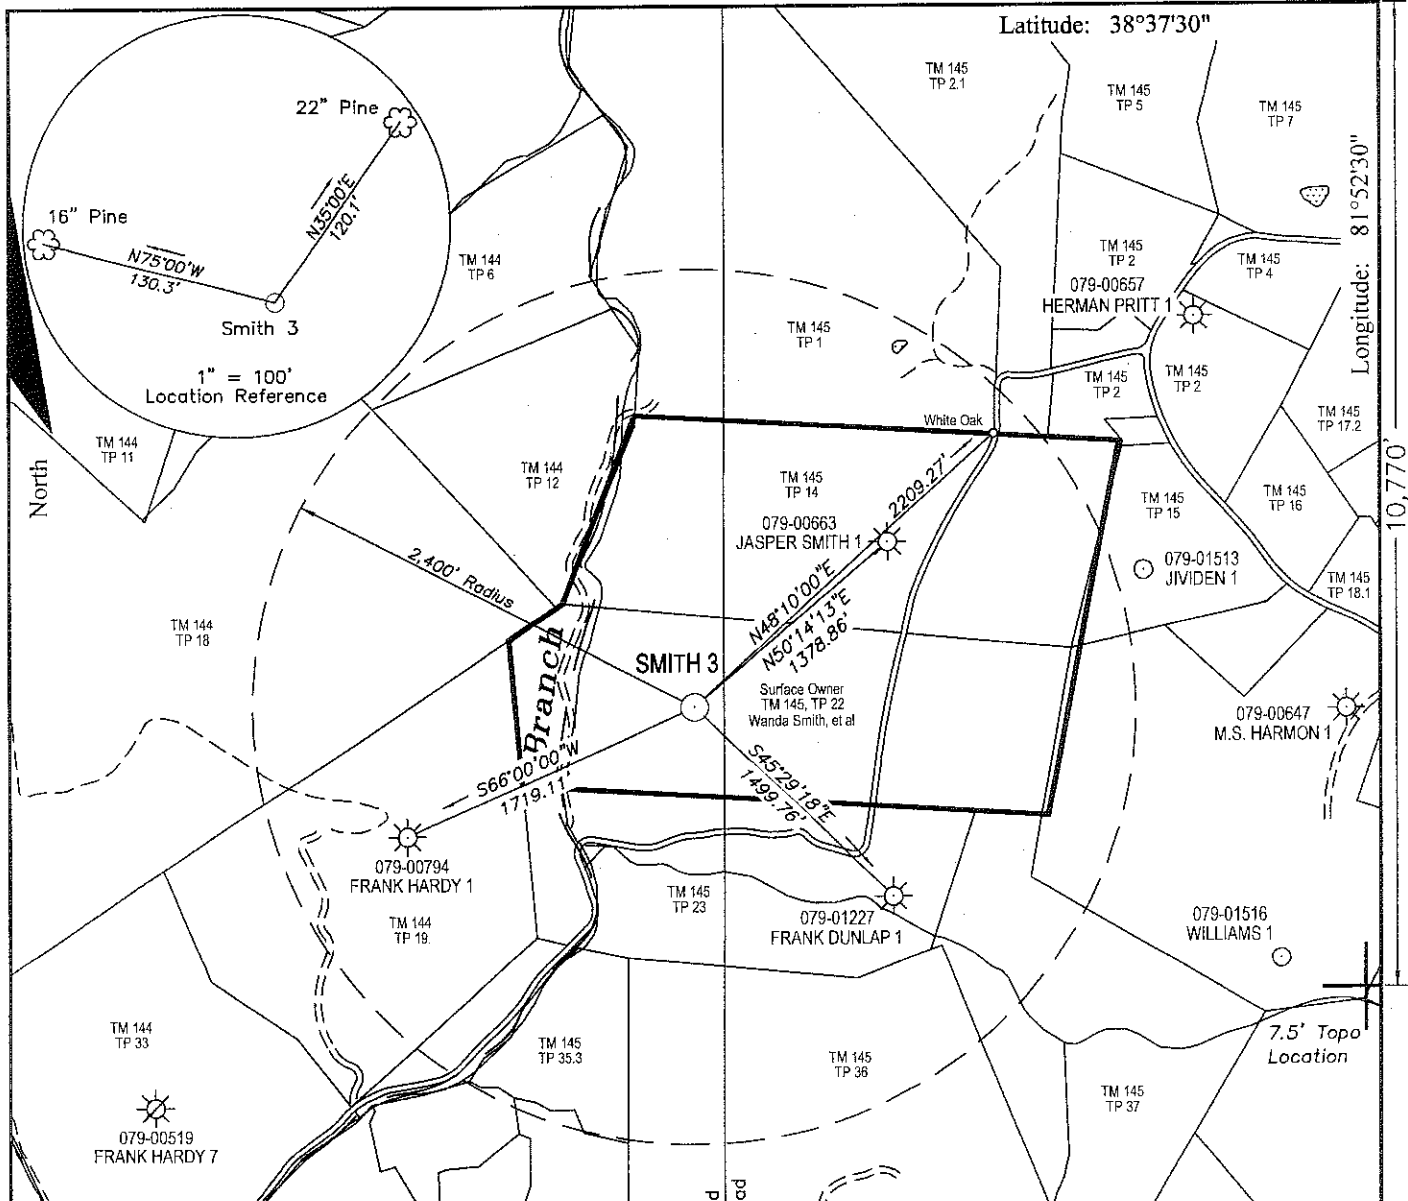 Latitude: 38°37'30"
Longitude: 81°52'30"
10,770'
22" Pine
N35°00'E
120.1'
16" Pine
N75°00'W
130.3'
Smith 3
1" = 100'
Location Reference
North
TM 145
TP 2.1
TM 145
TP 5
TM 145
TP 7
TM 144
TP 6
TM 145
TP 1
TM 145
TP 2
TM 145
TP 4
079-00657
HERMAN PRITT 1
TM 145
TP 2
TM 145
TP 2
TM 145
TP 17.2
TM 144
TP 11
TM 144
TP 12
White Oak
TM 145
TP 14
2209.27'
079-00663
JASPER SMITH 1
TM 145
TP 15
TM 145
TP 16
079-01513
JIVIDEN 1
TM 145
TP 18.1
2,400' Radius
N48°10'00"E
N50°14'13"E
1378.86'
TM 144
TP 18
Branch
SMITH 3
Surface Owner
TM 145, TP 22
Wanda Smith, et al
079-00647
M.S. HARMON 1
S66°00'00"W
1719.11'
S45°29'18"E
1499.76'
079-00794
FRANK HARDY 1
TM 144
TP 19.
TM 145
TP 23
079-01227
FRANK DUNLAP 1
079-01516
WILLIAMS 1
7.5' Topo
Location
TM 144
TP 33
TM 145
TP 35.3
TM 145
TP 36
TM 145
TP 37
079-00519
FRANK HARDY 7